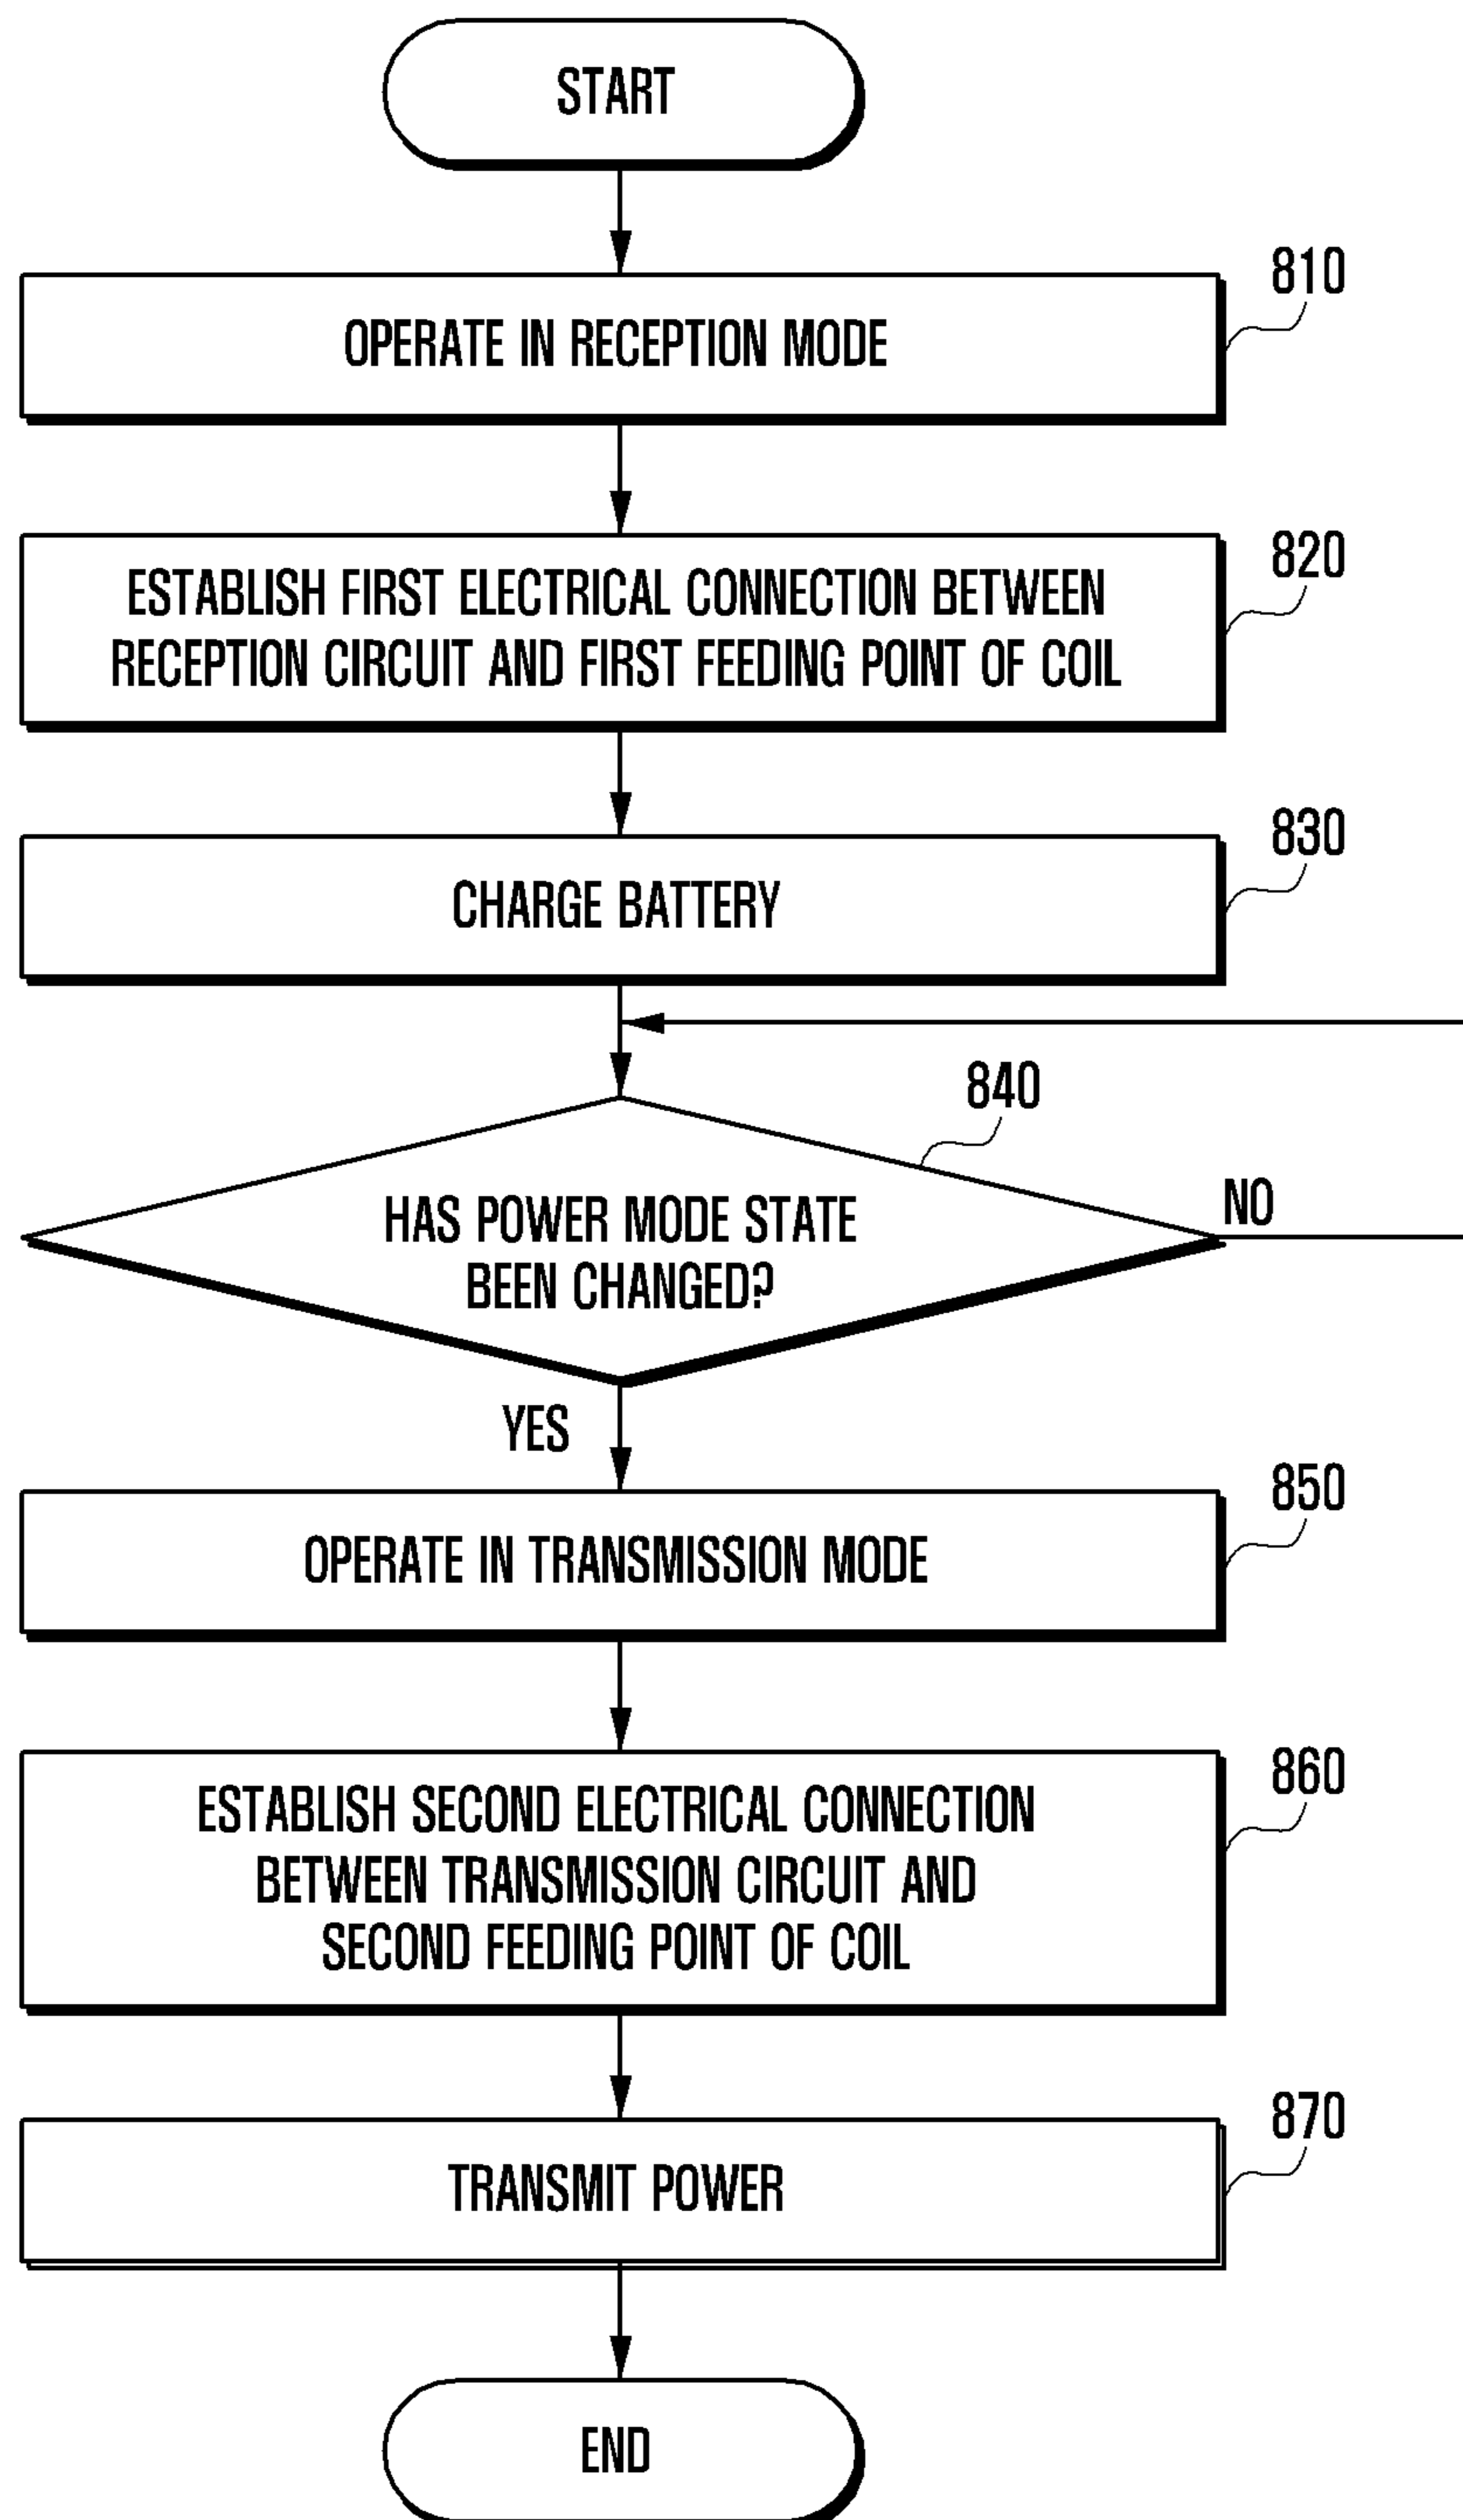 START
810
OPERATE IN RECEPTION MODE
820
ESTABLISH FIRST ELECTRICAL CONNECTION BETWEEN
RECEPTION CIRCUIT AND FIRST FEEDING POINT OF COIL
830
CHARGE BATTERY
840
HAS POWER MODE STATE
BEEN CHANGED?
NO
YES
850
OPERATE IN TRANSMISSION MODE
860
ESTABLISH SECOND ELECTRICAL CONNECTION
BETWEEN TRANSMISSION CIRCUIT AND
SECOND FEEDING POINT OF COIL
870
TRANSMIT POWER
END